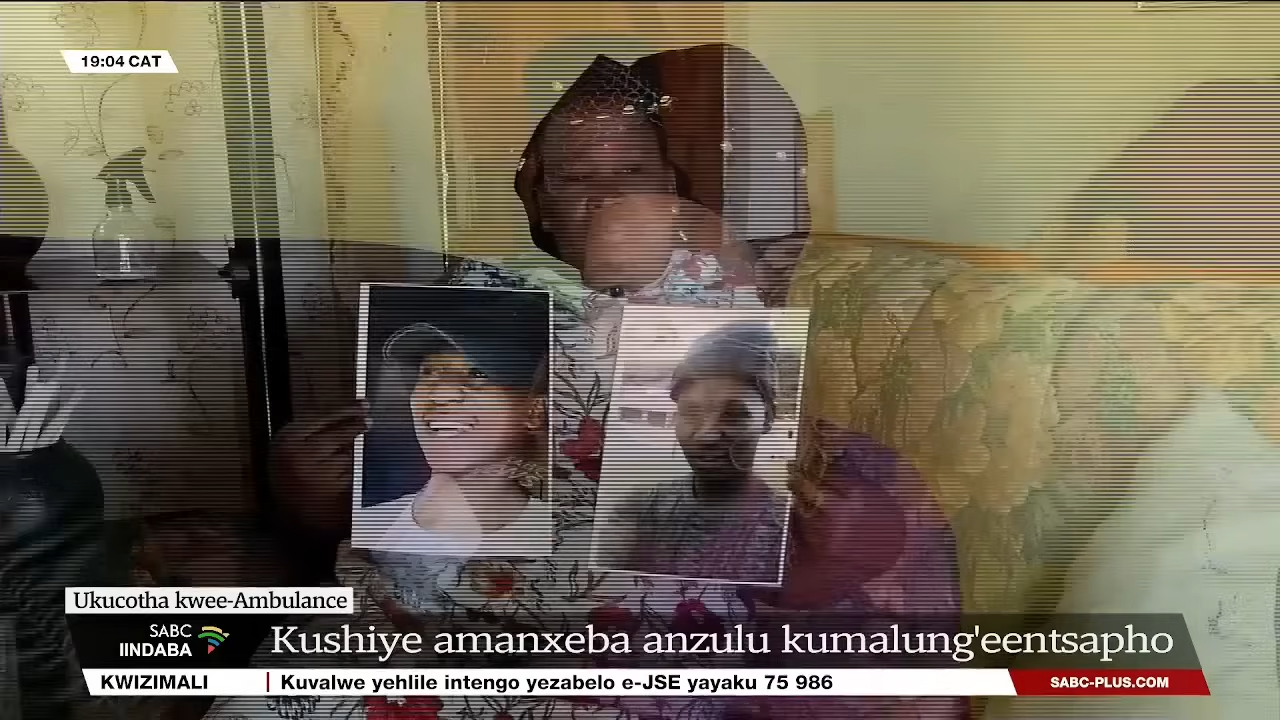 19:04 CAT
Ukucotha kwee-Ambulance
SABC
IINDABA
Kushiye amanxeba anzulu kumalung'eentsapho
KWIZIMALI
Kuvalwe yehlile intengo yezabelo e-JSE yayaku 75 986
SABC-PLUS.COM